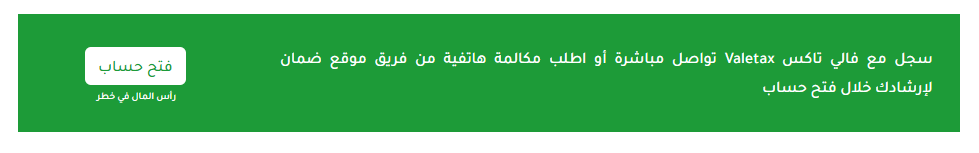 سجل مع فالي تاكس Valetax تواصل مباشرة أو اطلب مكالمة هاتفية من فريق موقع ضمان
لإرشادك خلال فتح حساب
فتح حساب
رأس المال في خطر